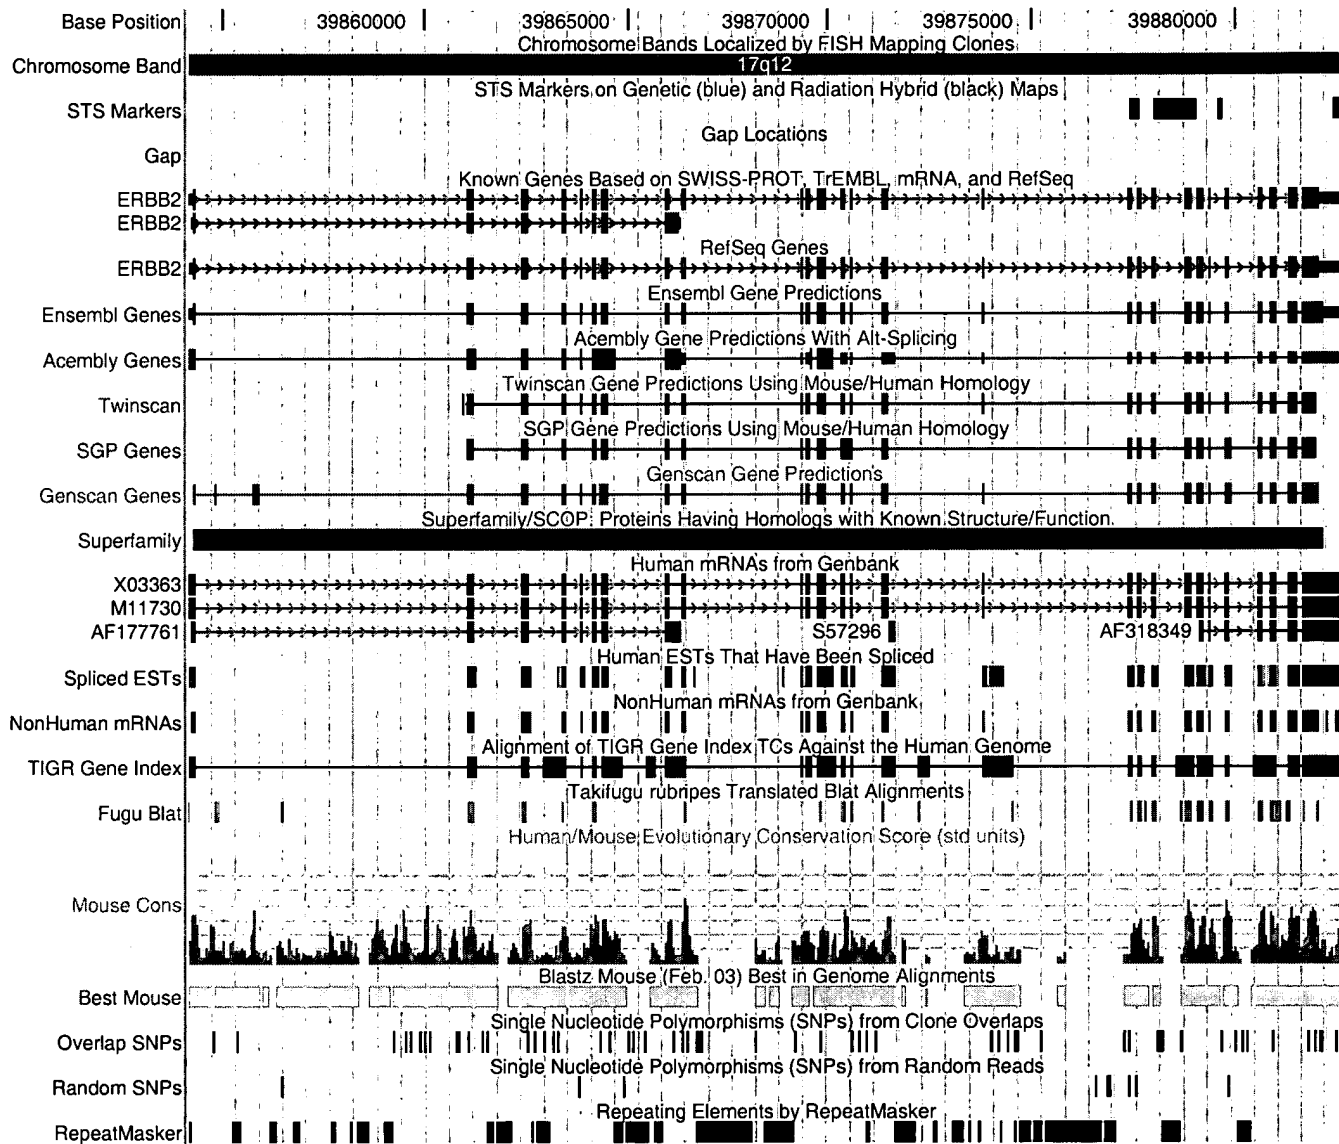 Base Position 39860000 39865000 39870000 39875000 39880000
Chromosome Bands Localized by FISH Mapping Clones
Chromosome Band 17q12
STS Markers on Genetic (blue) and Radiation Hybrid (black) Maps
STS Markers
Gap Locations
Gap
Known Genes Based on SWISS-PROT, TrEMBL, mRNA, and RefSeq
ERBB2
ERBB2
RefSeq Genes
ERBB2
Ensembl Gene Predictions
Ensembl Genes
Acembly Gene Predictions With Alt-Splicing
Acembly Genes
Twinscan Gene Predictions Using Mouse/Human Homology
Twinscan
SGP Gene Predictions Using Mouse/Human Homology
SGP Genes
Genscan Gene Predictions
Genscan Genes
Superfamily/SCOP: Proteins Having Homologs with Known Structure/Function
Superfamily
Human mRNAs from Genbank
X03363
M11730
AF177761 S57296 AF318349
Human ESTs That Have Been Spliced
Spliced ESTs
NonHuman mRNAs from Genbank
NonHuman mRNAs
Alignment of TIGR Gene Index TCs Against the Human Genome
TIGR Gene Index
Takifugu rubripes Translated Blat Alignments
Fugu Blat
Human/Mouse Evolutionary Conservation Score (std units)
Mouse Cons
Blastz Mouse (Feb. 03) Best in Genome Alignments
Best Mouse
Single Nucleotide Polymorphisms (SNPs) from Clone Overlaps
Overlap SNPs
Single Nucleotide Polymorphisms (SNPs) from Random Reads
Random SNPs
Repeating Elements by RepeatMasker
RepeatMasker